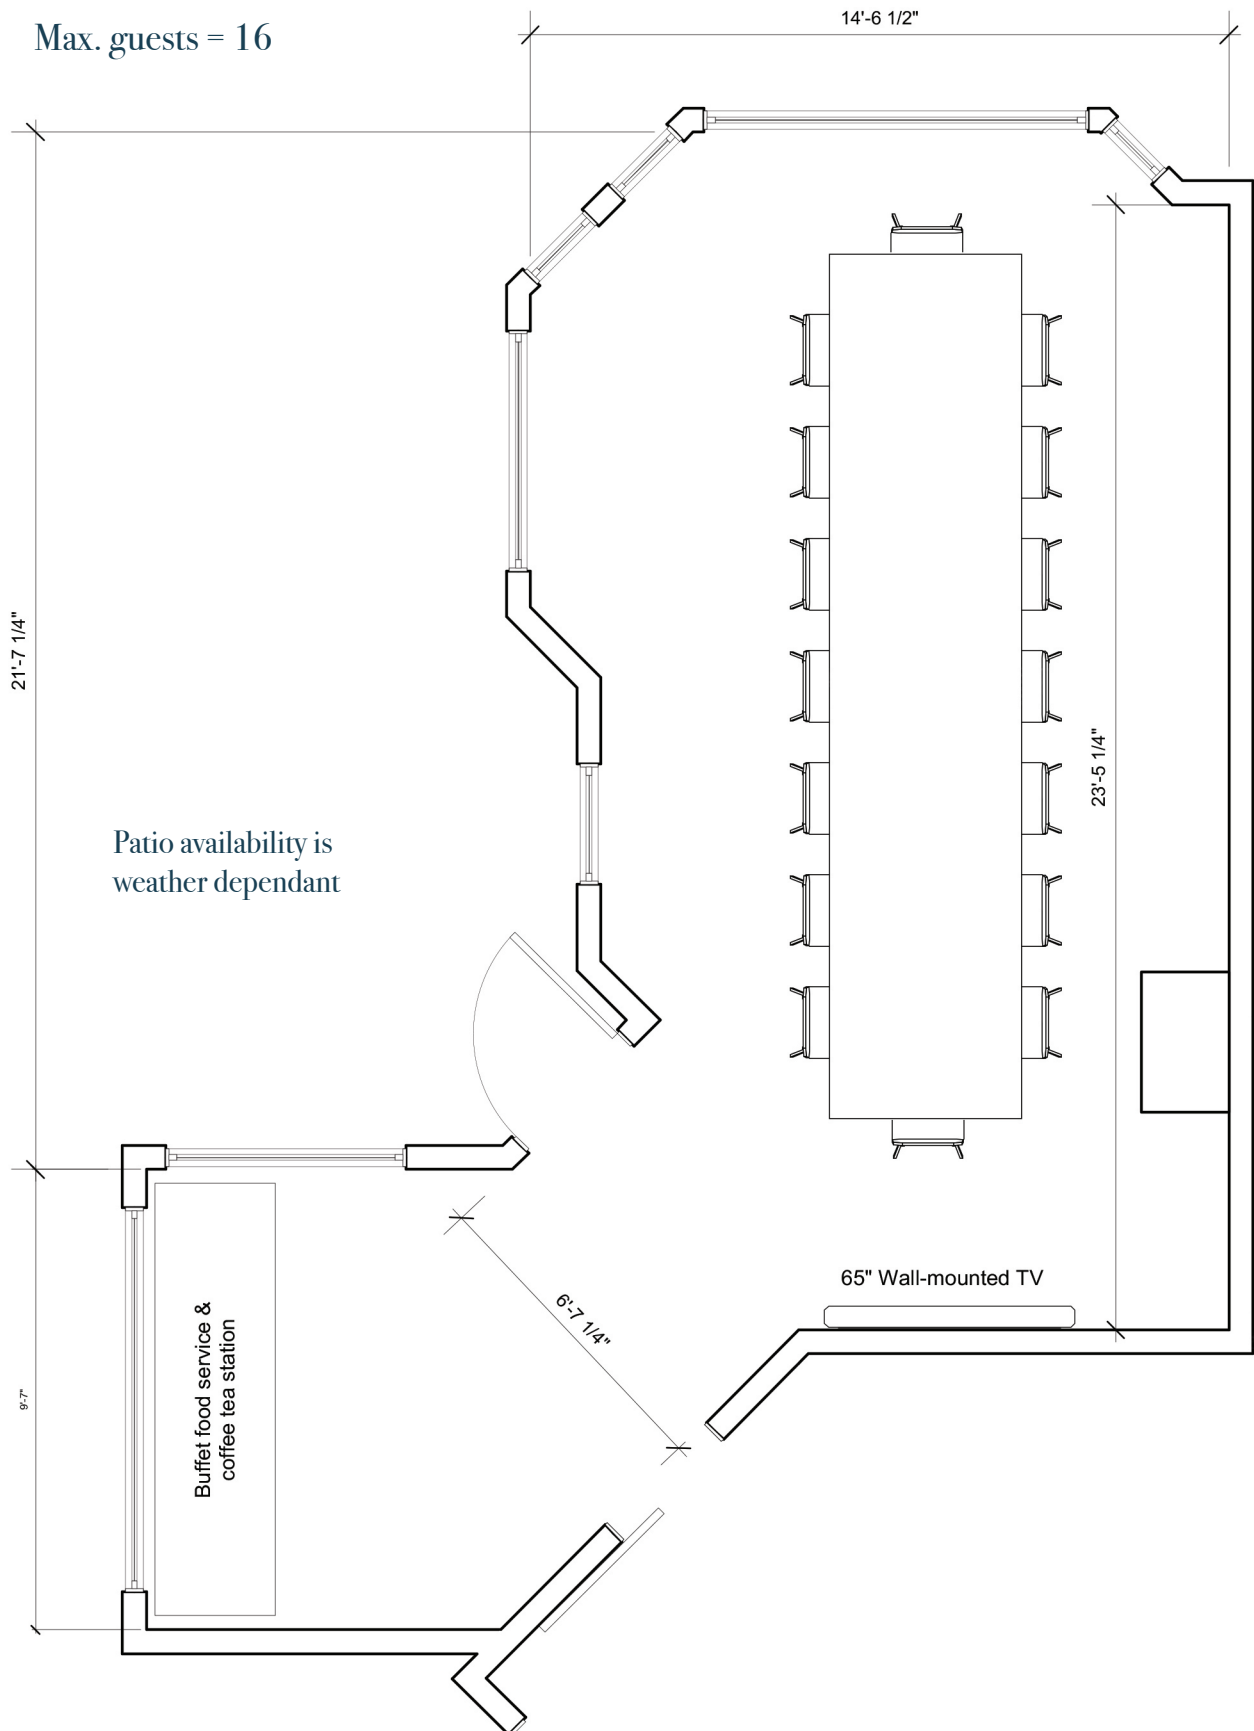 Max. guests = 16
14'-6 1/2"
21'-7 1/4"
23'-5 1/4"
Patio availability is
weather dependant
65" Wall-mounted TV
6'-7 1/4"
Buffet food service &
coffee tea station
9'-7"